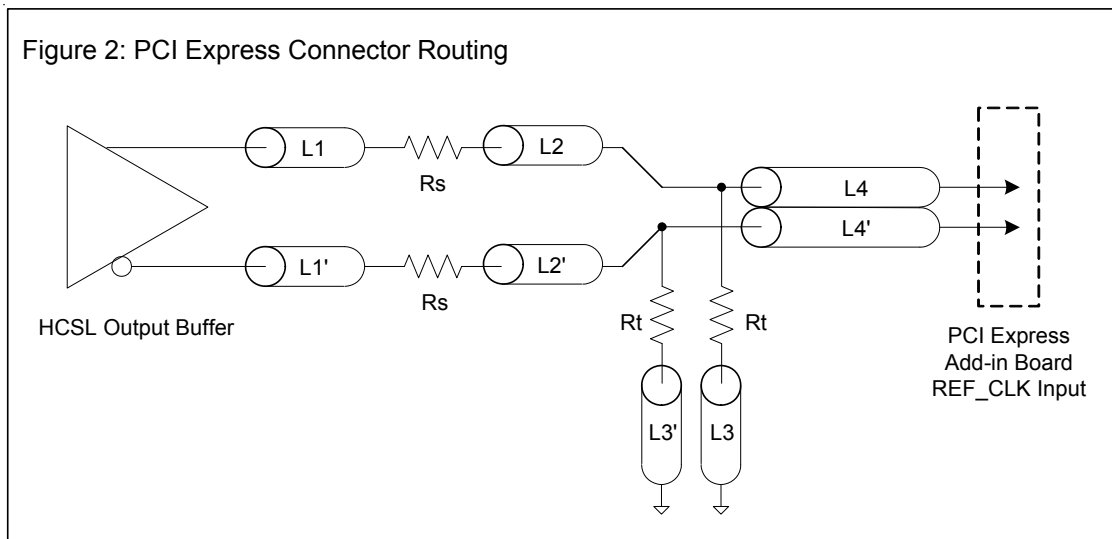 Figure 2: PCI Express Connector Routing
L1
Rs
L2
L4
L4'
L1'
Rs
L2'
HCSL Output Buffer
Rt
Rt
L3'
L3
PCI Express
Add-in Board
REF_CLK Input